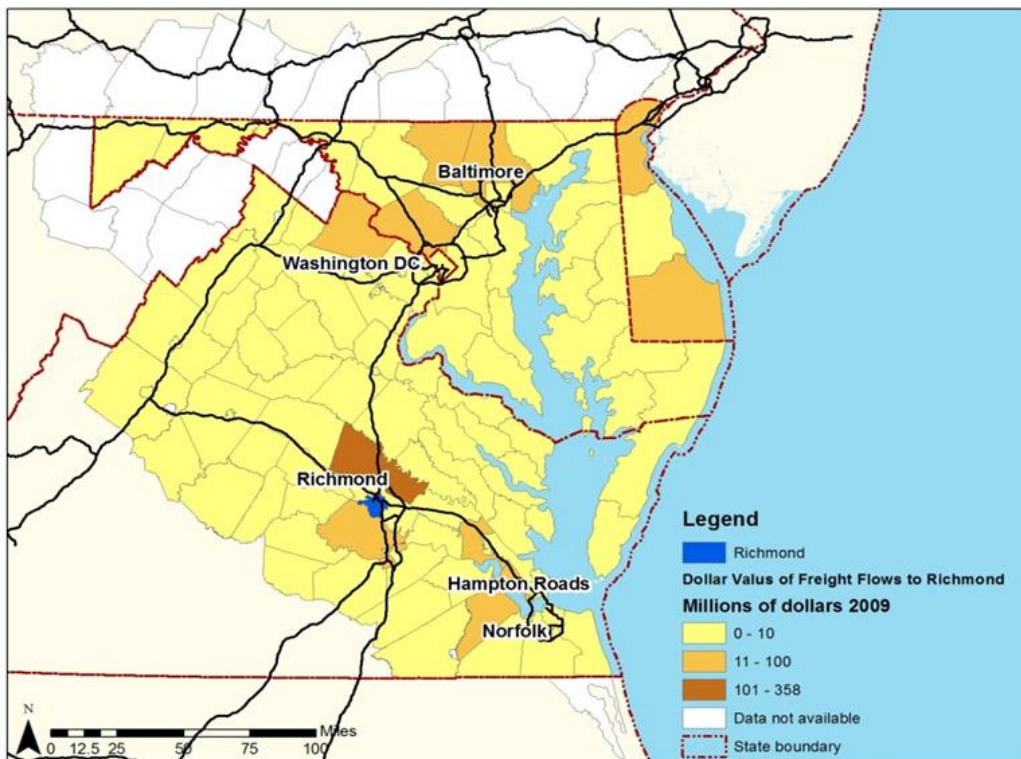 Baltimore
Washington DC
Richmond
Hampton Roads
Norfolk
Legend
Richmond
Dollar Valus of Freight Flows to Richmond
Millions of dollars 2009
0 - 10
11 - 100
101 - 358
Data not available
State boundary
N
Miles
0 12.5 25 50 75 100